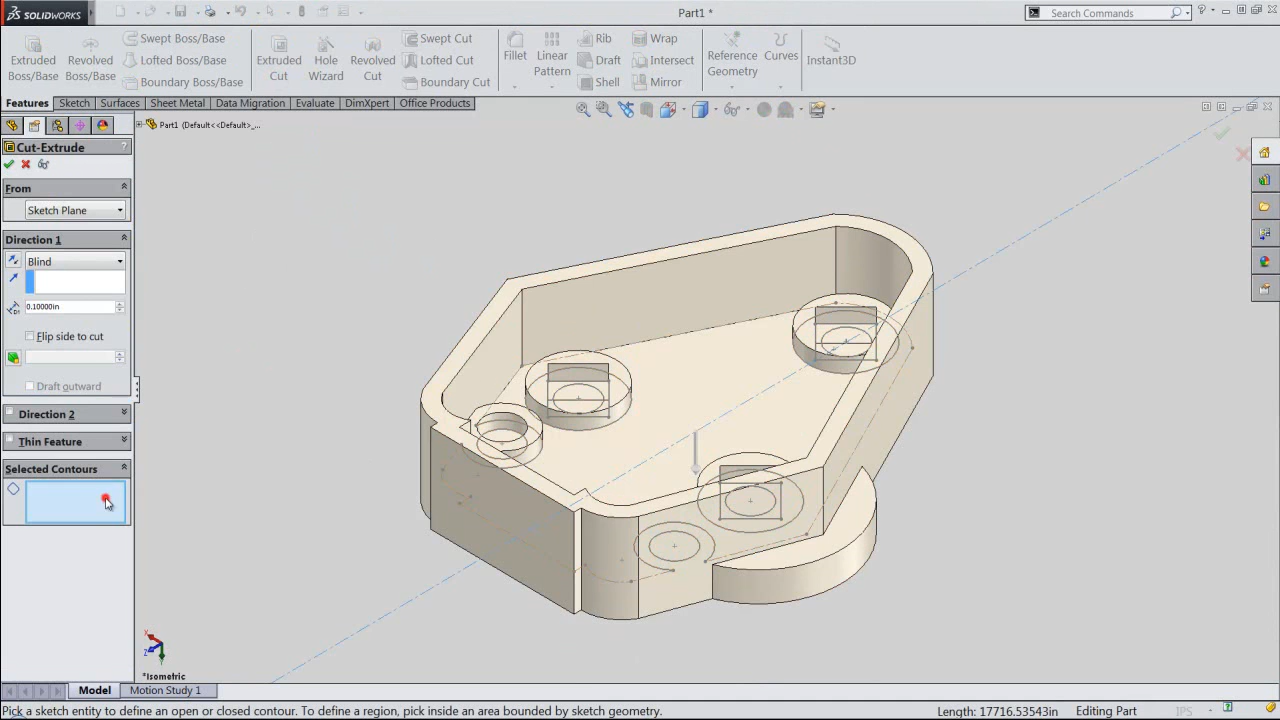 SOLIDWORKS
Part1 *
Search Commands
Extruded Boss/Base
Revolved Boss/Base
Swept Boss/Base
Lofted Boss/Base
Boundary Boss/Base
Extruded Cut
Hole Wizard
Revolved Cut
Swept Cut
Lofted Cut
Boundary Cut
Fillet
Linear Pattern
Rib
Draft
Shell
Wrap
Intersect
Mirror
Reference Geometry
Curves
Instant3D
Features
Sketch
Surfaces
Sheet Metal
Data Migration
Evaluate
DimXpert
Office Products
Part1 (Default<<Default>_...
Cut-Extrude
From
Sketch Plane
Direction 1
Blind
0.10000in
Flip side to cut
Draft outward
Direction 2
Thin Feature
Selected Contours
X
Z
Y
*Isometric
Model
Motion Study 1
Pick a sketch entity to define an open or closed contour. To define a region, pick inside an area bounded by sketch geometry.
Length: 17716.53543in
Editing Part
IPS